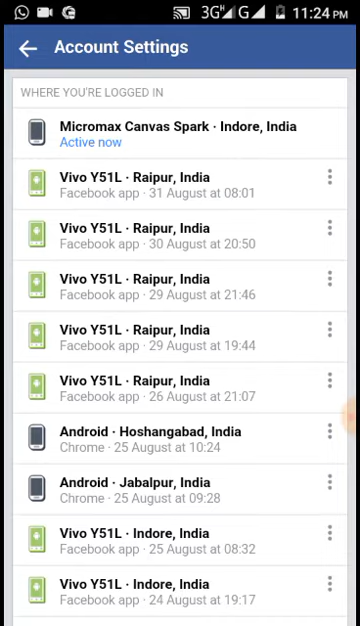 3G H G 11:24 PM
Account Settings
WHERE YOU'RE LOGGED IN
Micromax Canvas Spark · Indore, India
Active now
Vivo Y51L · Raipur, India
Facebook app · 31 August at 08:01
Vivo Y51L · Raipur, India
Facebook app · 30 August at 20:50
Vivo Y51L · Raipur, India
Facebook app · 29 August at 21:46
Vivo Y51L · Raipur, India
Facebook app · 29 August at 19:44
Vivo Y51L · Raipur, India
Facebook app · 26 August at 21:07
Android · Hoshangabad, India
Chrome · 25 August at 10:24
Android · Jabalpur, India
Chrome · 25 August at 09:28
Vivo Y51L · Indore, India
Facebook app · 25 August at 08:32
Vivo Y51L · Indore, India
Facebook app · 24 August at 19:17